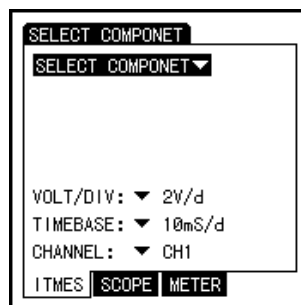 SELECT COMPONET
SELECT COMPONET
VOLT/DIV: 2V/d
TIMEBASE: 10mS/d
CHANNEL: CH1
ITMES SCOPE METER